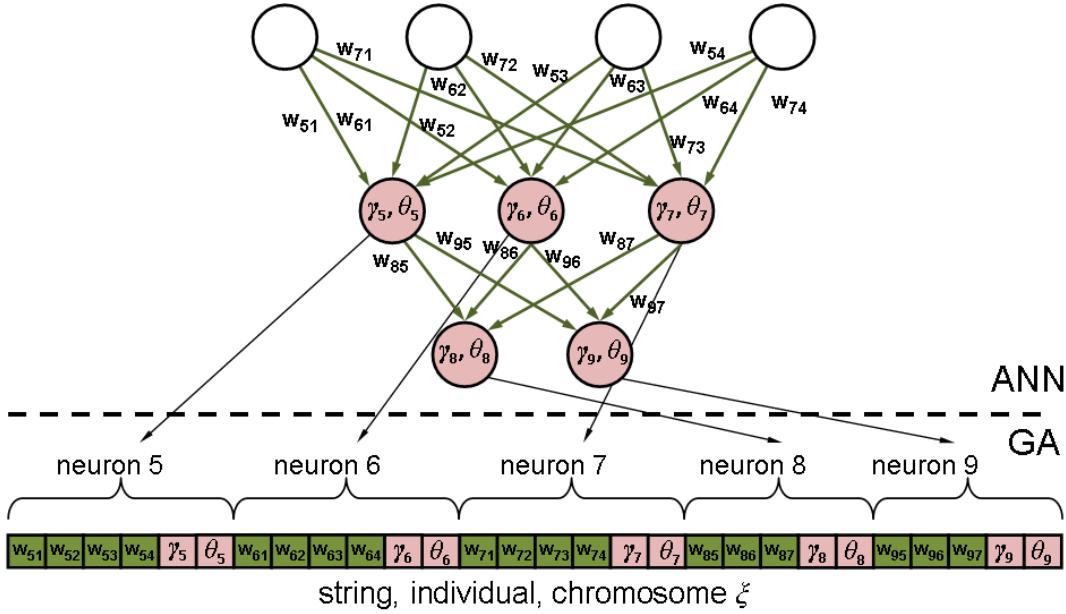 w71 w72 w53 w54
w62 w63
w51 w61 w52 w64 w74
w73
γ5, θ5 γ6, θ6 γ7, θ7
w95 w86 w87
w85 w96
w97
γ8, θ8 γ9, θ9
ANN
GA
neuron 5 neuron 6 neuron 7 neuron 8 neuron 9
w51 w52 w53 w54 γ5 θ5 w61 w62 w63 w64 γ6 θ6 w71 w72 w73 w74 γ7 θ7 w85 w86 w87 γ8 θ8 w95 w96 w97 γ9 θ9
string, individual, chromosome ξ